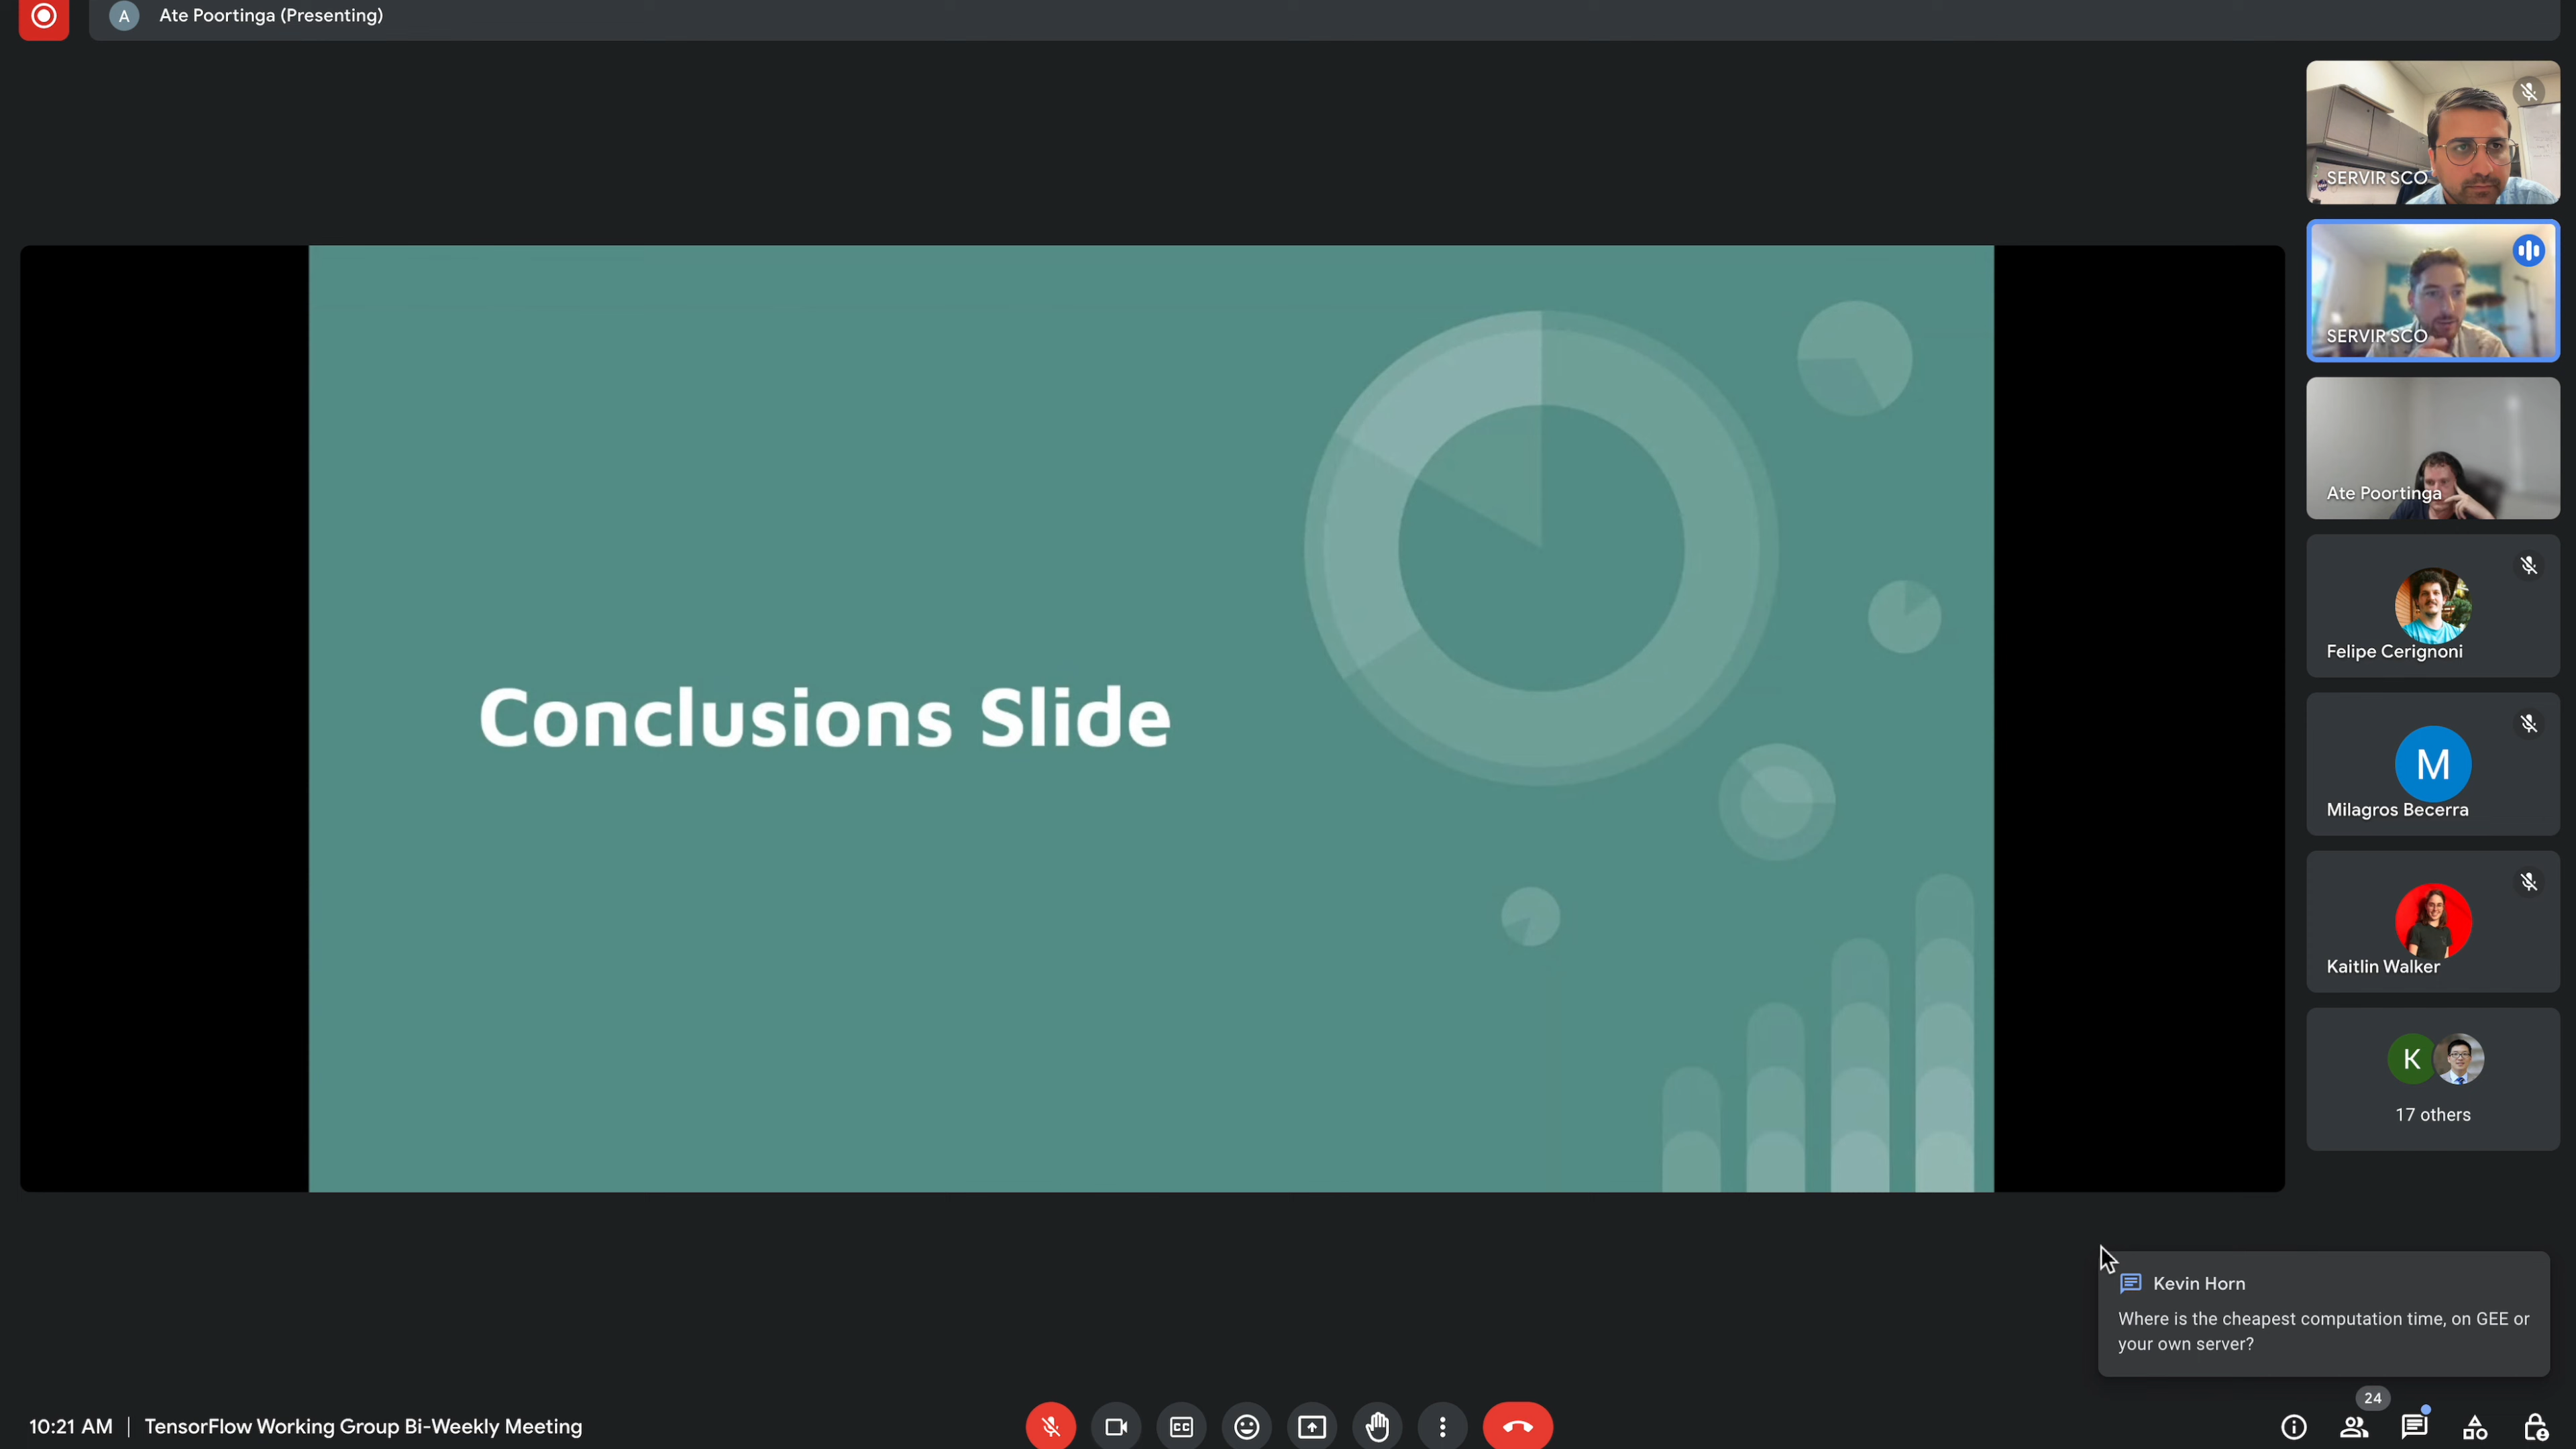 A
Ate Poortinga (Presenting)
SERVIR SCO
SERVIR SCO
Ate Poortinga
Felipe Cerignoni
M
Milagros Becerra
Kaitlin Walker
K
17 others
Conclusions Slide
Kevin Horn
Where is the cheapest computation time, on GEE or
your own server?
24
10:21 AM | TensorFlow Working Group Bi-Weekly Meeting
CC